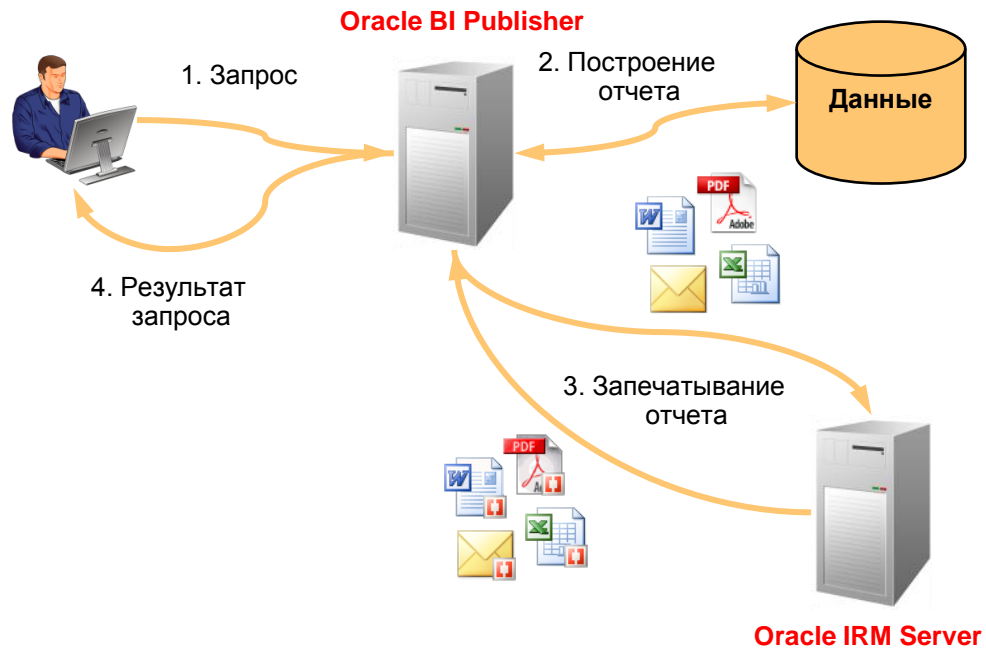 Oracle BI Publisher
1. Запрос
2. Построение
отчета
Данные
PDF
Adobe
W
X
4. Результат
запроса
3. Запечатывание
отчета
PDF
W
X
Oracle IRM Server